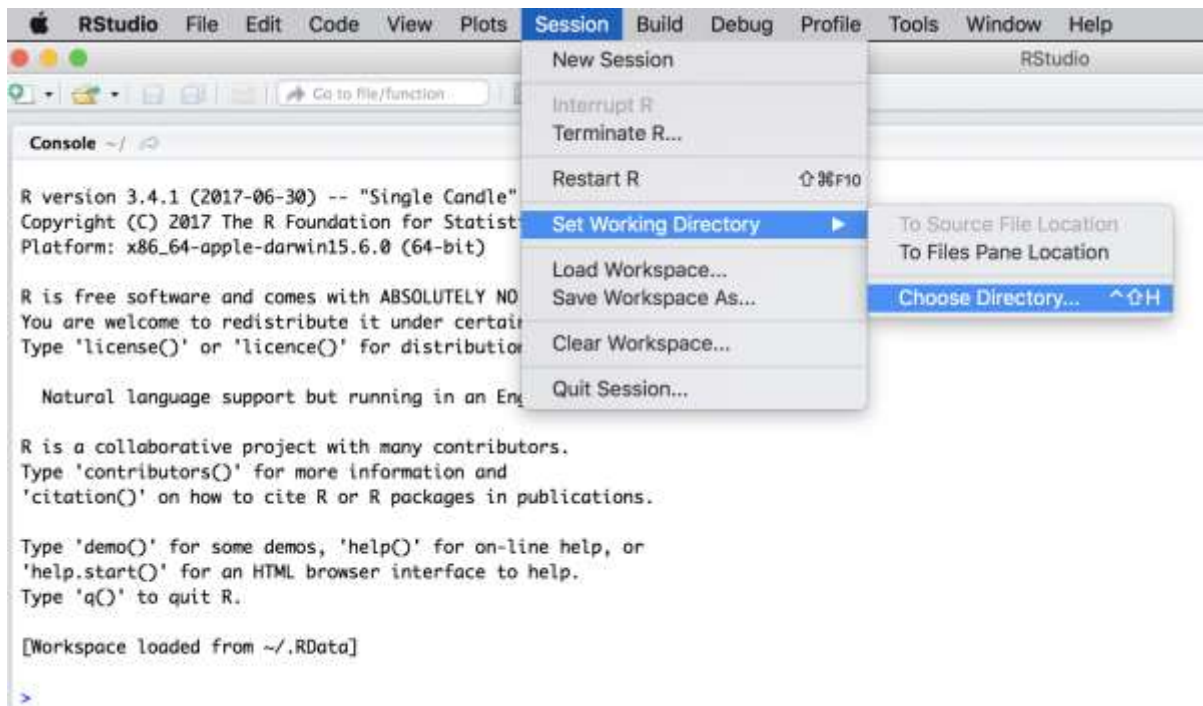 RStudio File Edit Code View Plots Session Build Debug Profile Tools Window Help
RStudio
Go to file/function
New Session
Interrupt R
Terminate R...
Restart R ⇧⌘F10
Set Working Directory ▶
To Source File Location
To Files Pane Location
Choose Directory... ^⇧H
Load Workspace...
Save Workspace As...
Clear Workspace...
Quit Session...
Console ~/
R version 3.4.1 (2017-06-30) -- "Single Candle"
Copyright (C) 2017 The R Foundation for Statist
Platform: x86_64-apple-darwin15.6.0 (64-bit)
R is free software and comes with ABSOLUTELY NO
You are welcome to redistribute it under certain
Type 'license()' or 'licence()' for distribution
Natural language support but running in an Eng
R is a collaborative project with many contributors.
Type 'contributors()' for more information and
'citation()' on how to cite R or R packages in publications.
Type 'demo()' for some demos, 'help()' for on-line help, or
'help.start()' for an HTML browser interface to help.
Type 'q()' to quit R.
[Workspace loaded from ~/.RData]
>